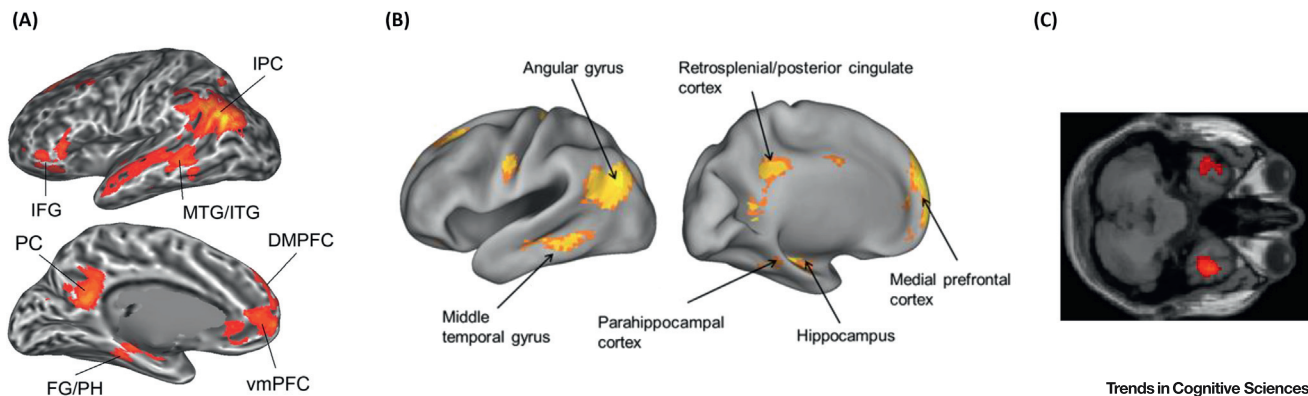 (A)
IPC
IFG
MTG/ITG
PC
DMPFC
FG/PH
vmPFC
(B)
Angular gyrus
Retrosplenial/posterior cingulate
cortex
Middle
temporal gyrus
Parahippocampal
cortex
Hippocampus
Medial prefrontal
cortex
(C)
Trends in Cognitive Sciences